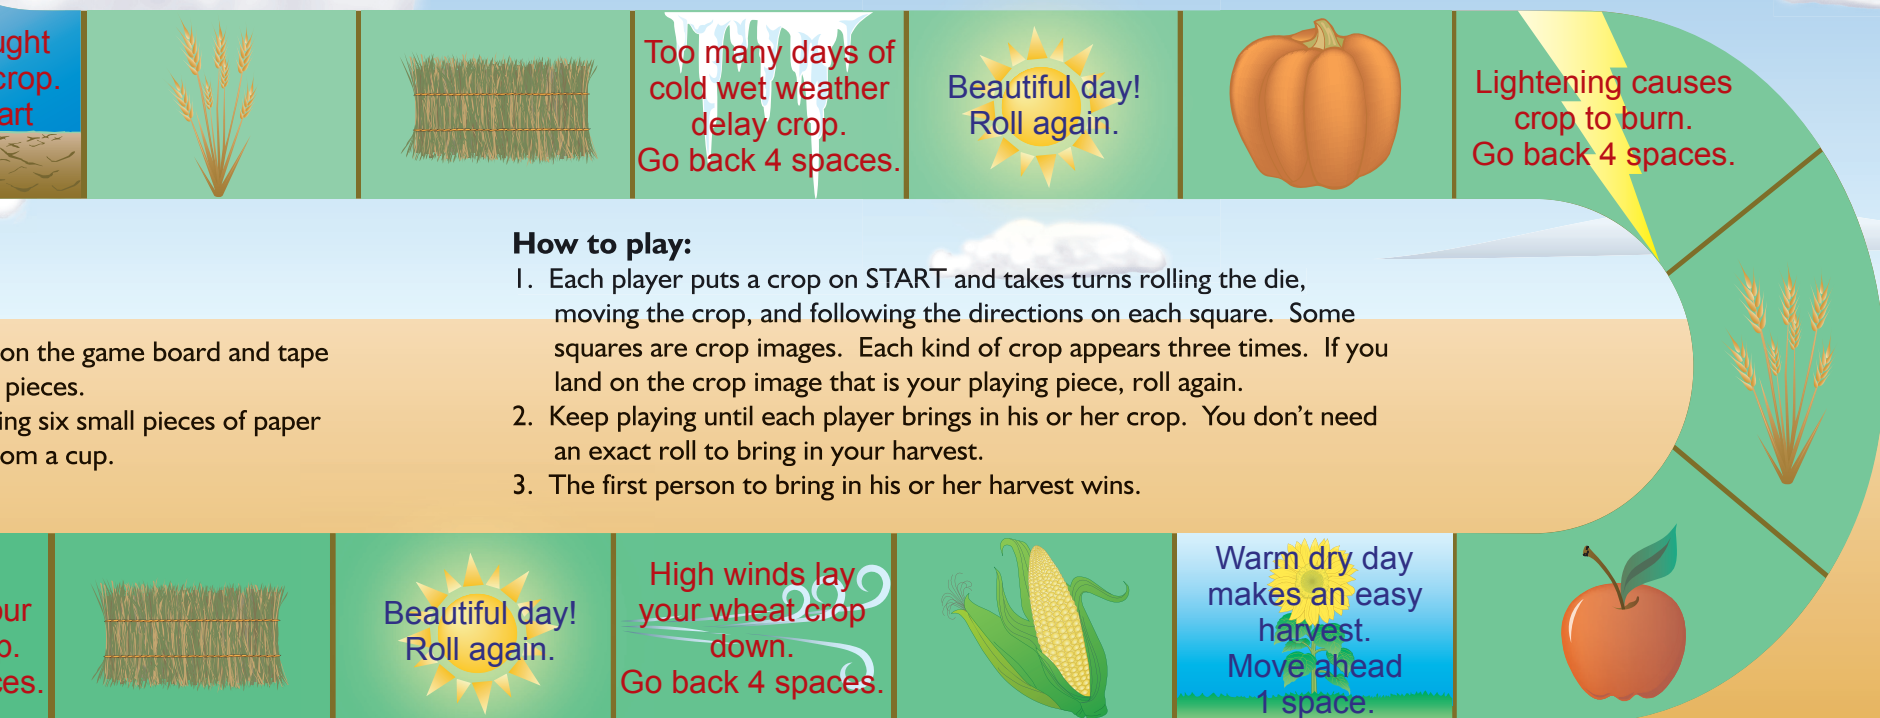 ught
crop.
art
Too many days of
cold wet weather
delay crop.
Go back 4 spaces.
Beautiful day!
Roll again.
Lightening causes
crop to burn.
Go back 4 spaces.
on the game board and tape
pieces.
ing six small pieces of paper
om a cup.
How to play:
1. Each player puts a crop on START and takes turns rolling the die,
moving the crop, and following the directions on each square. Some
squares are crop images. Each kind of crop appears three times. If you
land on the crop image that is your playing piece, roll again.
2. Keep playing until each player brings in his or her crop. You don't need
an exact roll to bring in your harvest.
3. The first person to bring in his or her harvest wins.
our
p.
ces.
Beautiful day!
Roll again.
High winds lay
your wheat crop
down.
Go back 4 spaces.
Warm dry day
makes an easy
harvest.
Move ahead
1 space.